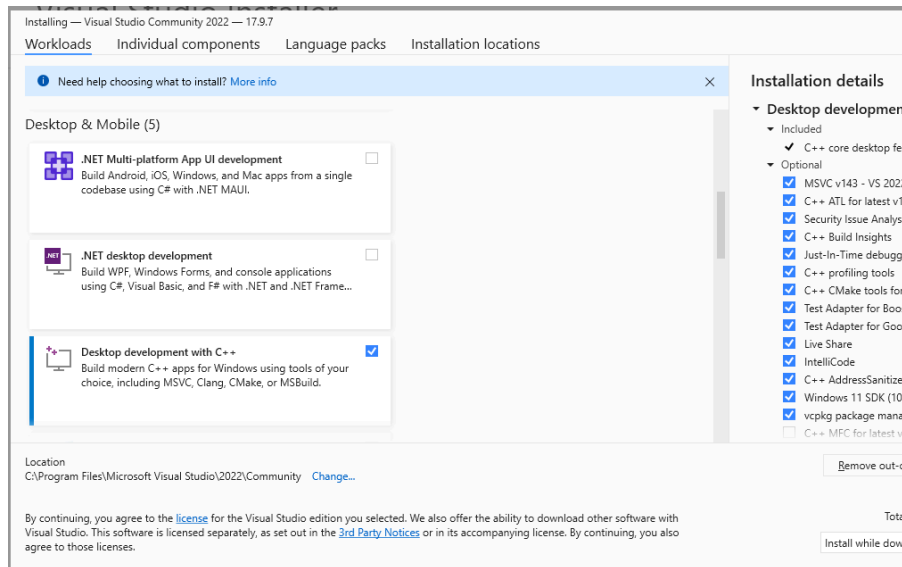 Visual Studio Installer
Installing — Visual Studio Community 2022 — 17.9.7
Workloads Individual components Language packs Installation locations
Need help choosing what to install? More info
Desktop & Mobile (5)
.NET Multi-platform App UI development
Build Android, iOS, Windows, and Mac apps from a single
codebase using C# with .NET MAUI.
.NET
.NET desktop development
Build WPF, Windows Forms, and console applications
using C#, Visual Basic, and F# with .NET and .NET Frame...
Desktop development with C++
Build modern C++ apps for Windows using tools of your
choice, including MSVC, Clang, CMake, or MSBuild.
Installation details
Desktop developmen
Included
C++ core desktop fe
Optional
MSVC v143 - VS 202
C++ ATL for latest v1
Security Issue Analys
C++ Build Insights
Just-In-Time debugg
C++ profiling tools
C++ CMake tools for
Test Adapter for Boo
Test Adapter for Goo
Live Share
IntelliCode
C++ AddressSanitize
Windows 11 SDK (10
vcpkg package mana
C++ MFC for latest v
Location
C:\Program Files\Microsoft Visual Studio\2022\Community Change...
Remove out-o
By continuing, you agree to the license for the Visual Studio edition you selected. We also offer the ability to download other software with
Visual Studio. This software is licensed separately, as set out in the 3rd Party Notices or in its accompanying license. By continuing, you also
agree to those licenses.
Tota
Install while dow